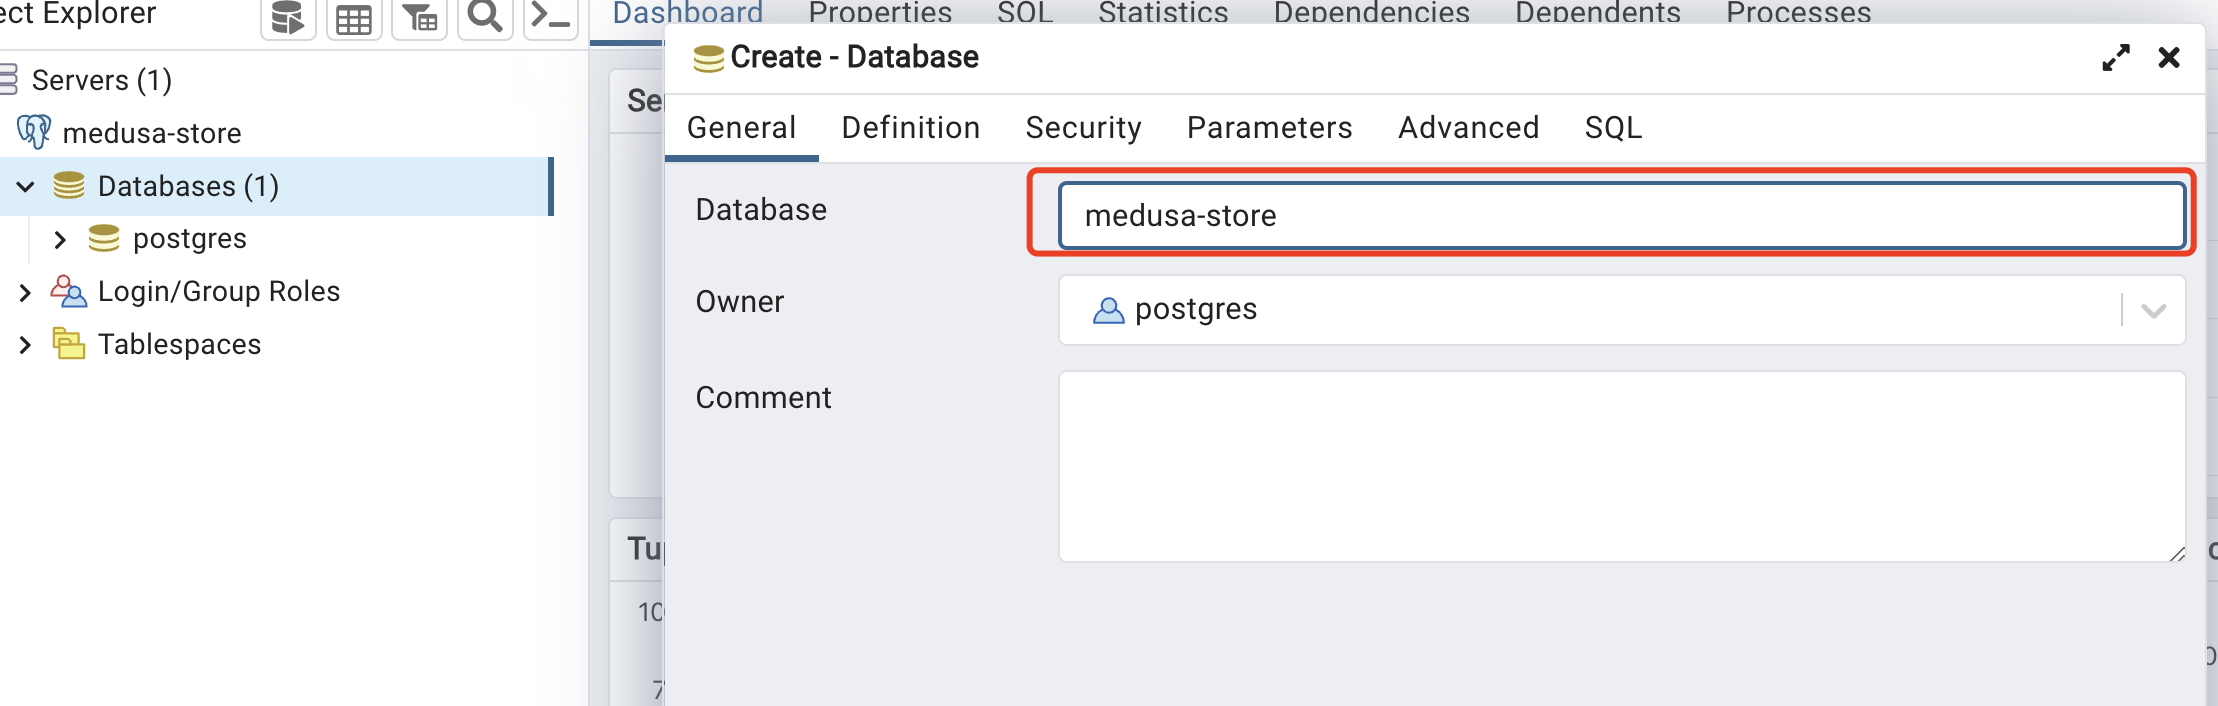 ect Explorer
Servers (1)
medusa-store
Databases (1)
postgres
Login/Group Roles
Tablespaces
Dashboard Properties SQL Statistics Dependencies Dependents Processes
Create - Database
General Definition Security Parameters Advanced SQL
Database
medusa-store
Owner
postgres
Comment
Se
Tu
10
7